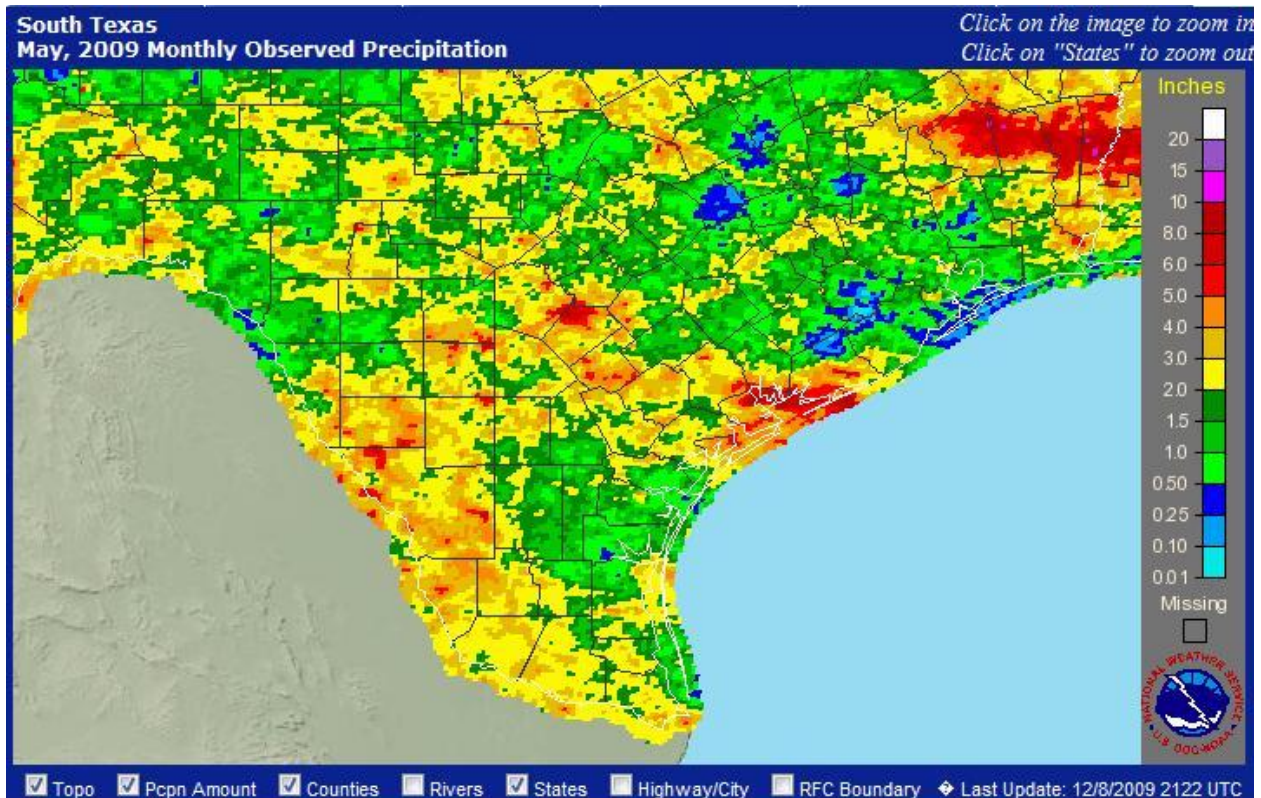 South Texas
May, 2009 Monthly Observed Precipitation
Click on the image to zoom in
Click on "States" to zoom out
Inches
20
15
10
8.0
6.0
5.0
4.0
3.0
2.0
1.5
1.0
0.50
0.25
0.10
0.01
Missing
NATIONAL WEATHER SERVICE
U.S. DOC-NOAA
Topo Pcpn Amount Counties Rivers States Highway/City RFC Boundary � Last Update: 12/8/2009 2122 UTC